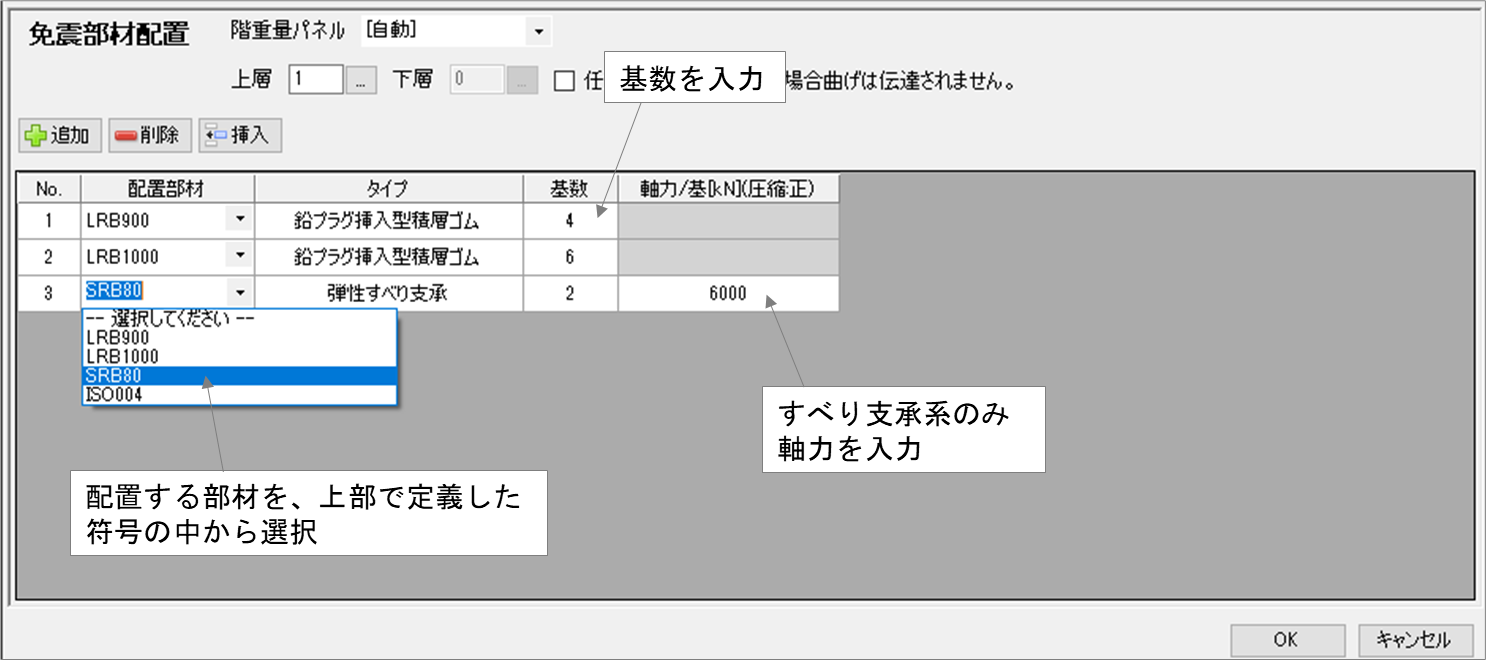 免震部材配置 階重量パネル [自動]
上層 1 ... 下層 0 ... 任 場合曲げは伝達されません。
基数を入力
追加 削除 挿入
No. 配置部材 タイプ 基数 軸力/基[kN](圧縮:正)
1 LRB900 鉛プラグ挿入型積層ゴム 4
2 LRB1000 鉛プラグ挿入型積層ゴム 6
3 SRB80 弾性すべり支承 2 6000
-- 選択してください --
LRB900
LRB1000
SRB80
ISO004
すべり支承系のみ
軸力を入力
配置する部材を、上部で定義した
符号の中から選択
OK キャンセル